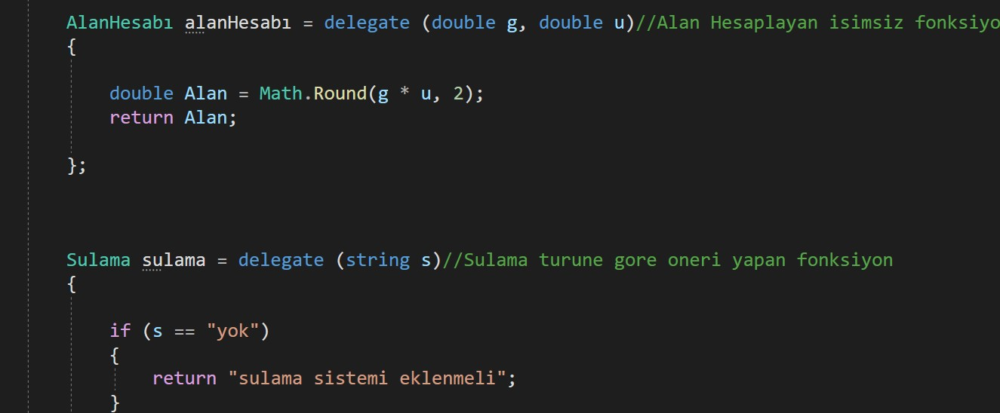 AlanHesabı alanHesabı = delegate (double g, double u)//Alan Hesaplayan isimsiz fonksiyo
{
double Alan = Math.Round(g * u, 2);
return Alan;
};
Sulama sulama = delegate (string s)//Sulama turune gore oneri yapan fonksiyon
{
if (s == "yok")
{
return "sulama sistemi eklenmeli";
}